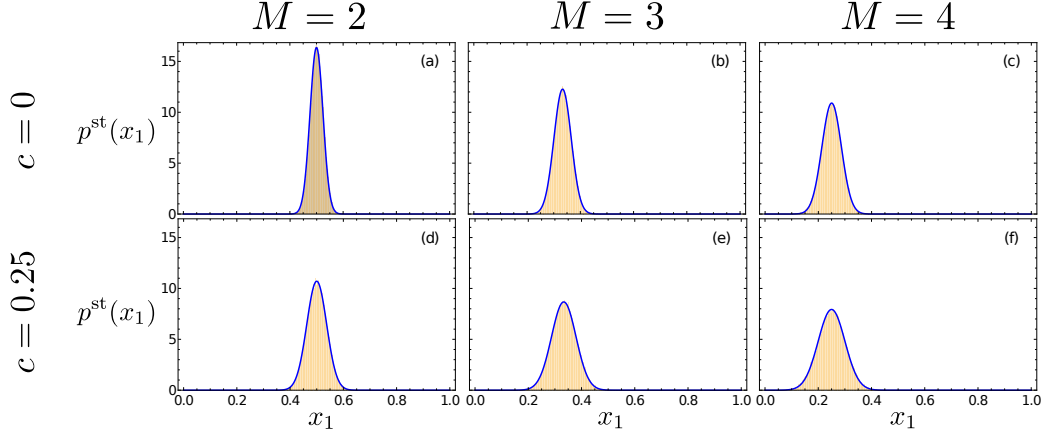 M = 2 M = 3 M = 4
c = 0
p^st(x_1)
15
10
5
0
(a)
(b)
(c)
c = 0.25
p^st(x_1)
15
10
5
0
(d)
(e)
(f)
0.0 0.2 0.4 0.6 0.8 1.0 0.0 0.2 0.4 0.6 0.8 1.0 0.0 0.2 0.4 0.6 0.8 1.0
x_1 x_1 x_1